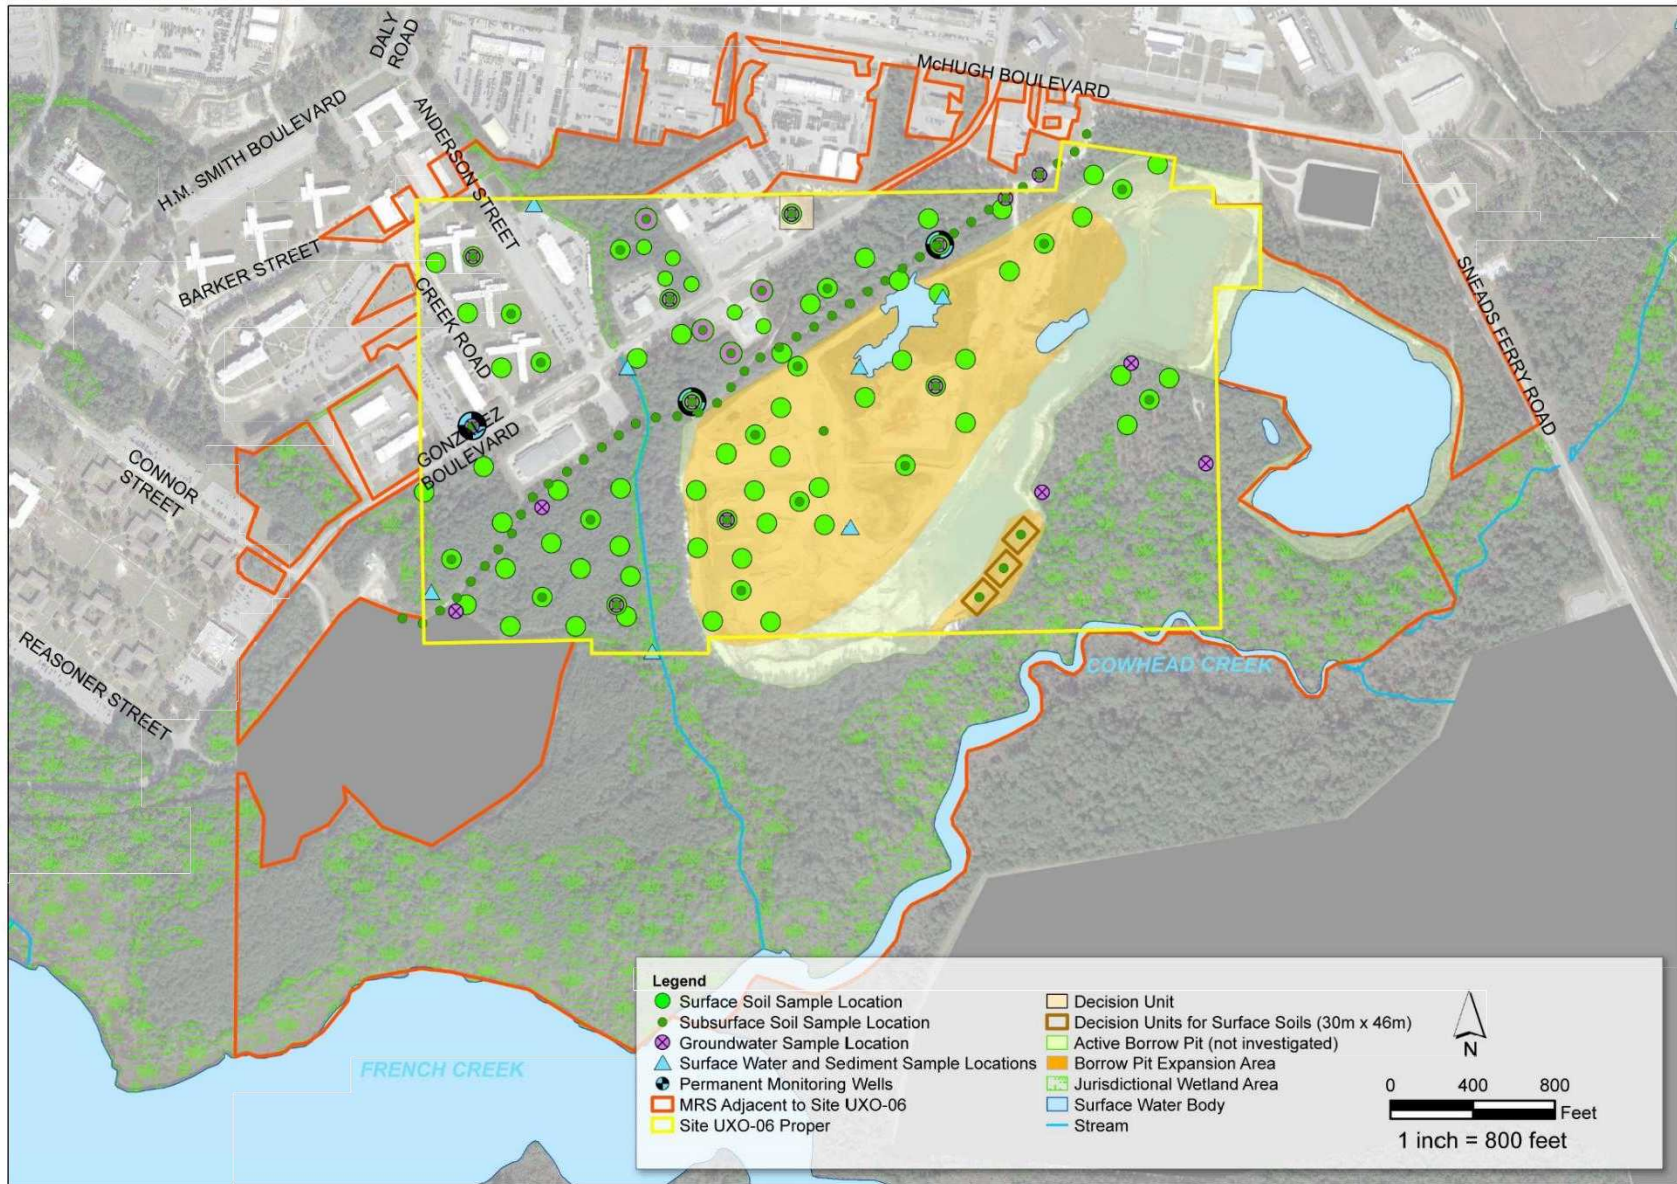 DALY
ROAD
McHUGH BOULEVARD
H.M. SMITH BOULEVARD
ANDERSON STREET
BARKER STREET
CREEK ROAD
SNEADS FERRY ROAD
GONZALEZ
BOULEVARD
CONNOR
STREET
REASONER STREET
COWHEAD CREEK
FRENCH CREEK
Legend
Surface Soil Sample Location
Subsurface Soil Sample Location
Groundwater Sample Location
Surface Water and Sediment Sample Locations
Permanent Monitoring Wells
MRS Adjacent to Site UXO-06
Site UXO-06 Proper
Decision Unit
Decision Units for Surface Soils (30m x 46m)
Active Borrow Pit (not investigated)
Borrow Pit Expansion Area
Jurisdictional Wetland Area
Surface Water Body
Stream
N
0 400 800
Feet
1 inch = 800 feet